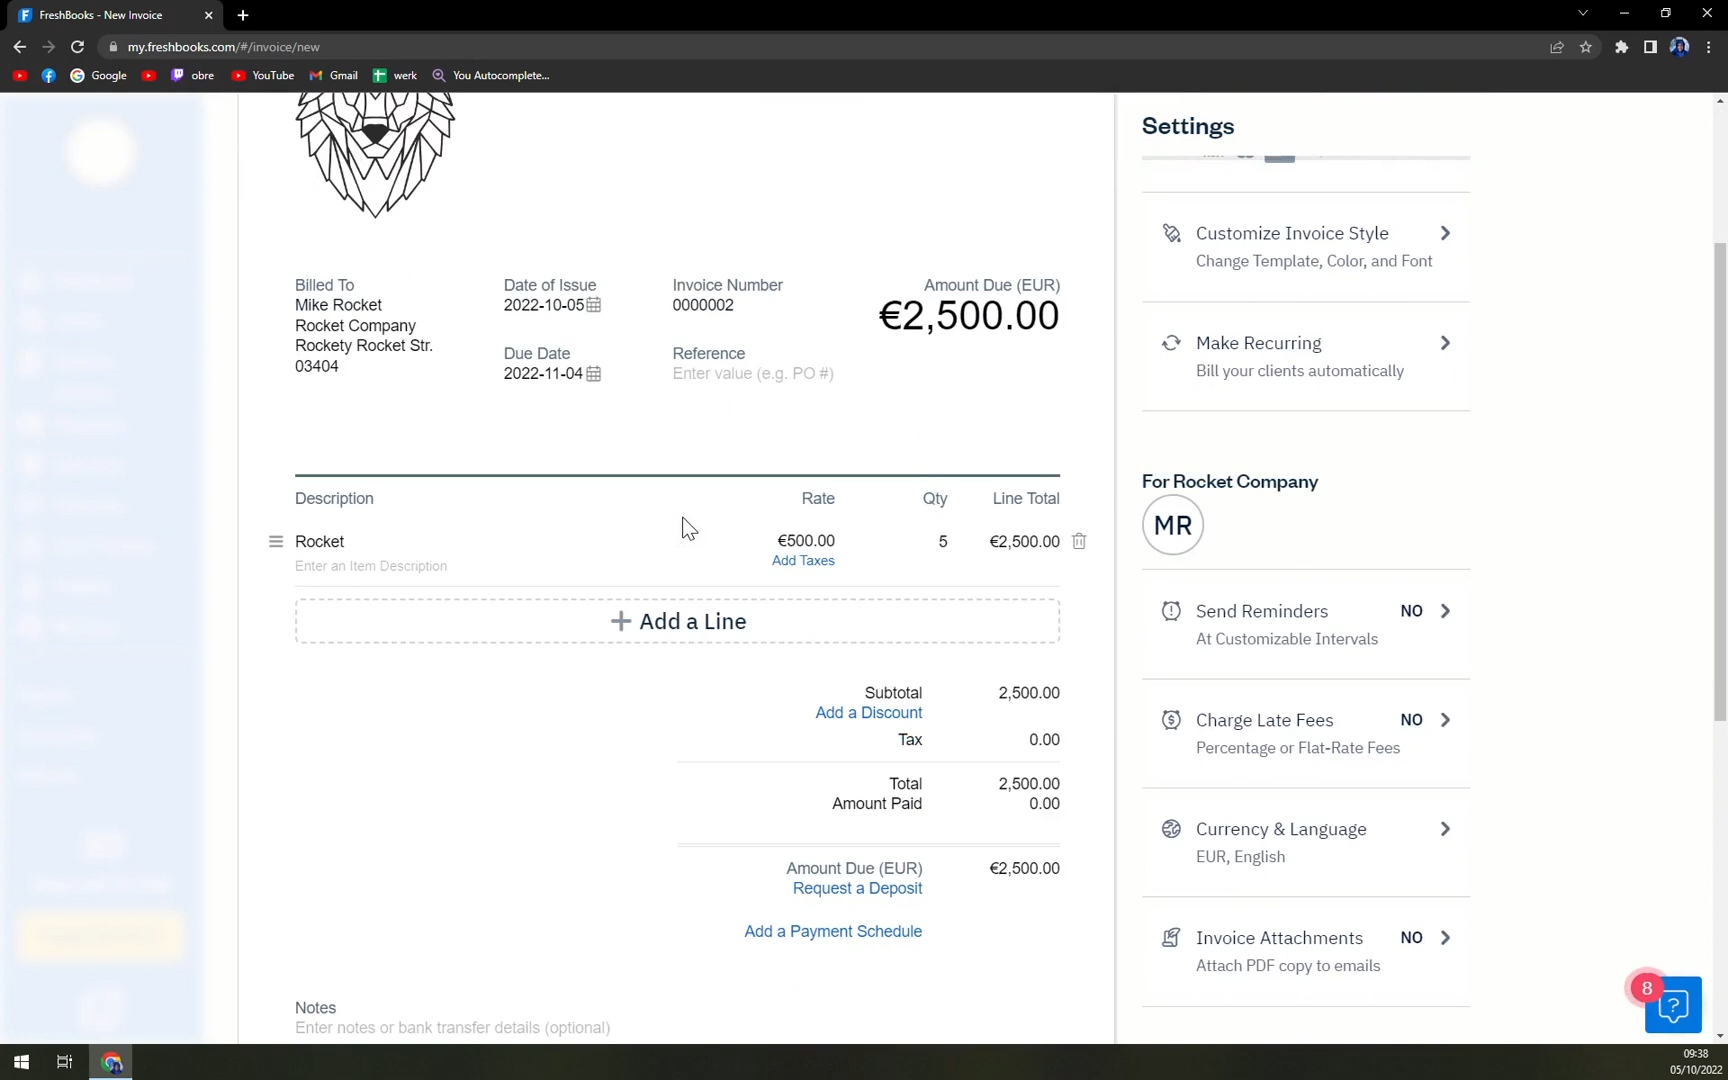 FreshBooks - New Invoice
my.freshbooks.com/#/invoice/new
Google
obre
YouTube
Gmail
werk
You Autocomplete...
Settings
Billed To
Mike Rocket
Rocket Company
Rockety Rocket Str.
03404
Date of Issue
2022-10-05
Due Date
2022-11-04
Invoice Number
0000002
Reference
Enter value (e.g. PO #)
Amount Due (EUR)
€2,500.00
Description Rate Qty Line Total
Rocket €500.00 5 €2,500.00
Enter an Item Description Add Taxes
+ Add a Line
Subtotal 2,500.00
Add a Discount
Tax 0.00
Total 2,500.00
Amount Paid 0.00
Amount Due (EUR) €2,500.00
Request a Deposit
Add a Payment Schedule
Notes
Enter notes or bank transfer details (optional)
Customize Invoice Style
Change Template, Color, and Font
Make Recurring
Bill your clients automatically
For Rocket Company
MR
Send Reminders NO
At Customizable Intervals
Charge Late Fees NO
Percentage or Flat-Rate Fees
Currency & Language
EUR, English
Invoice Attachments NO
Attach PDF copy to emails
8
?
09:38
05/10/2022